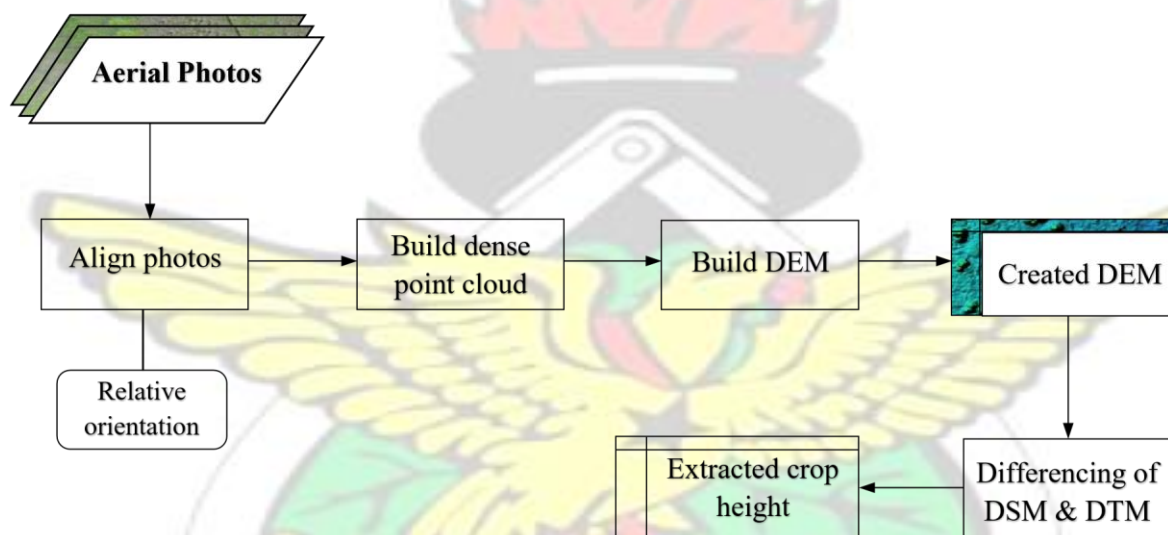 Aerial Photos
Align photos
Build dense
point cloud
Build DEM
Created DEM
Relative
orientation
Extracted crop
height
Differencing of
DSM & DTM